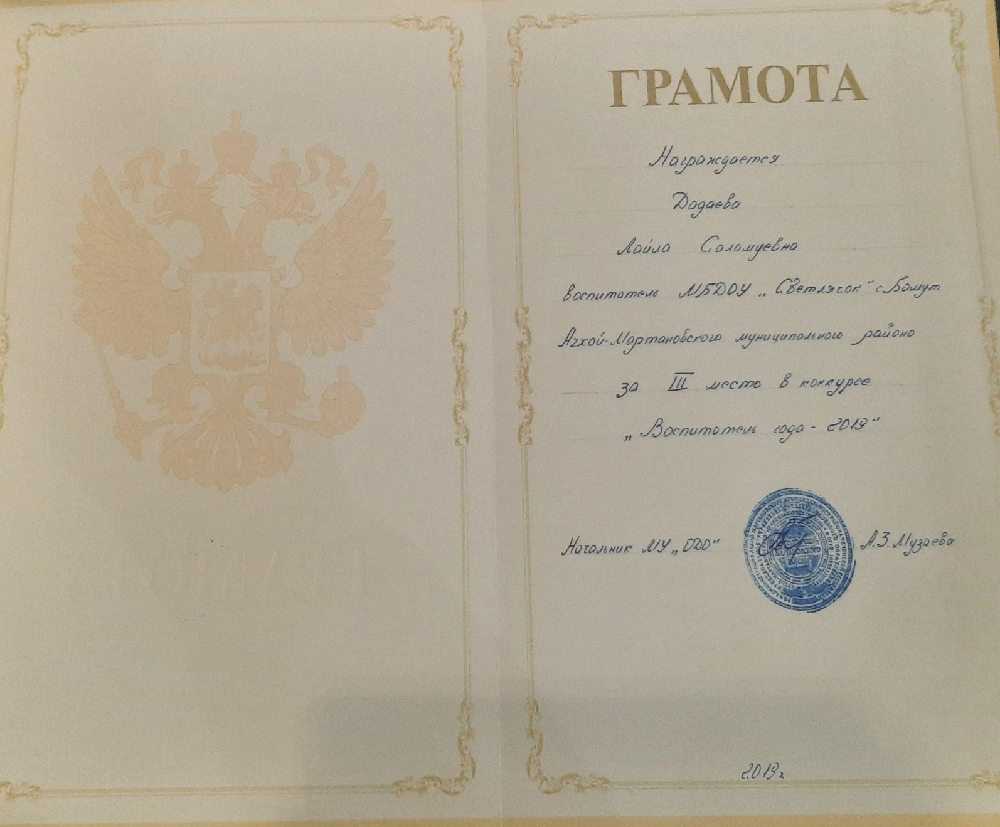 ГРАМОТА
Награждается
Додаева
Лайла Саламуевна
воспитатель МБДОУ „Светлячок" с Бамут
Ачхой-Мартановского муниципального района
за III место в конкурсе
„Воспитатель года - 2019"
Начальник МУ „ОДО" А.З. Музаева
2019г